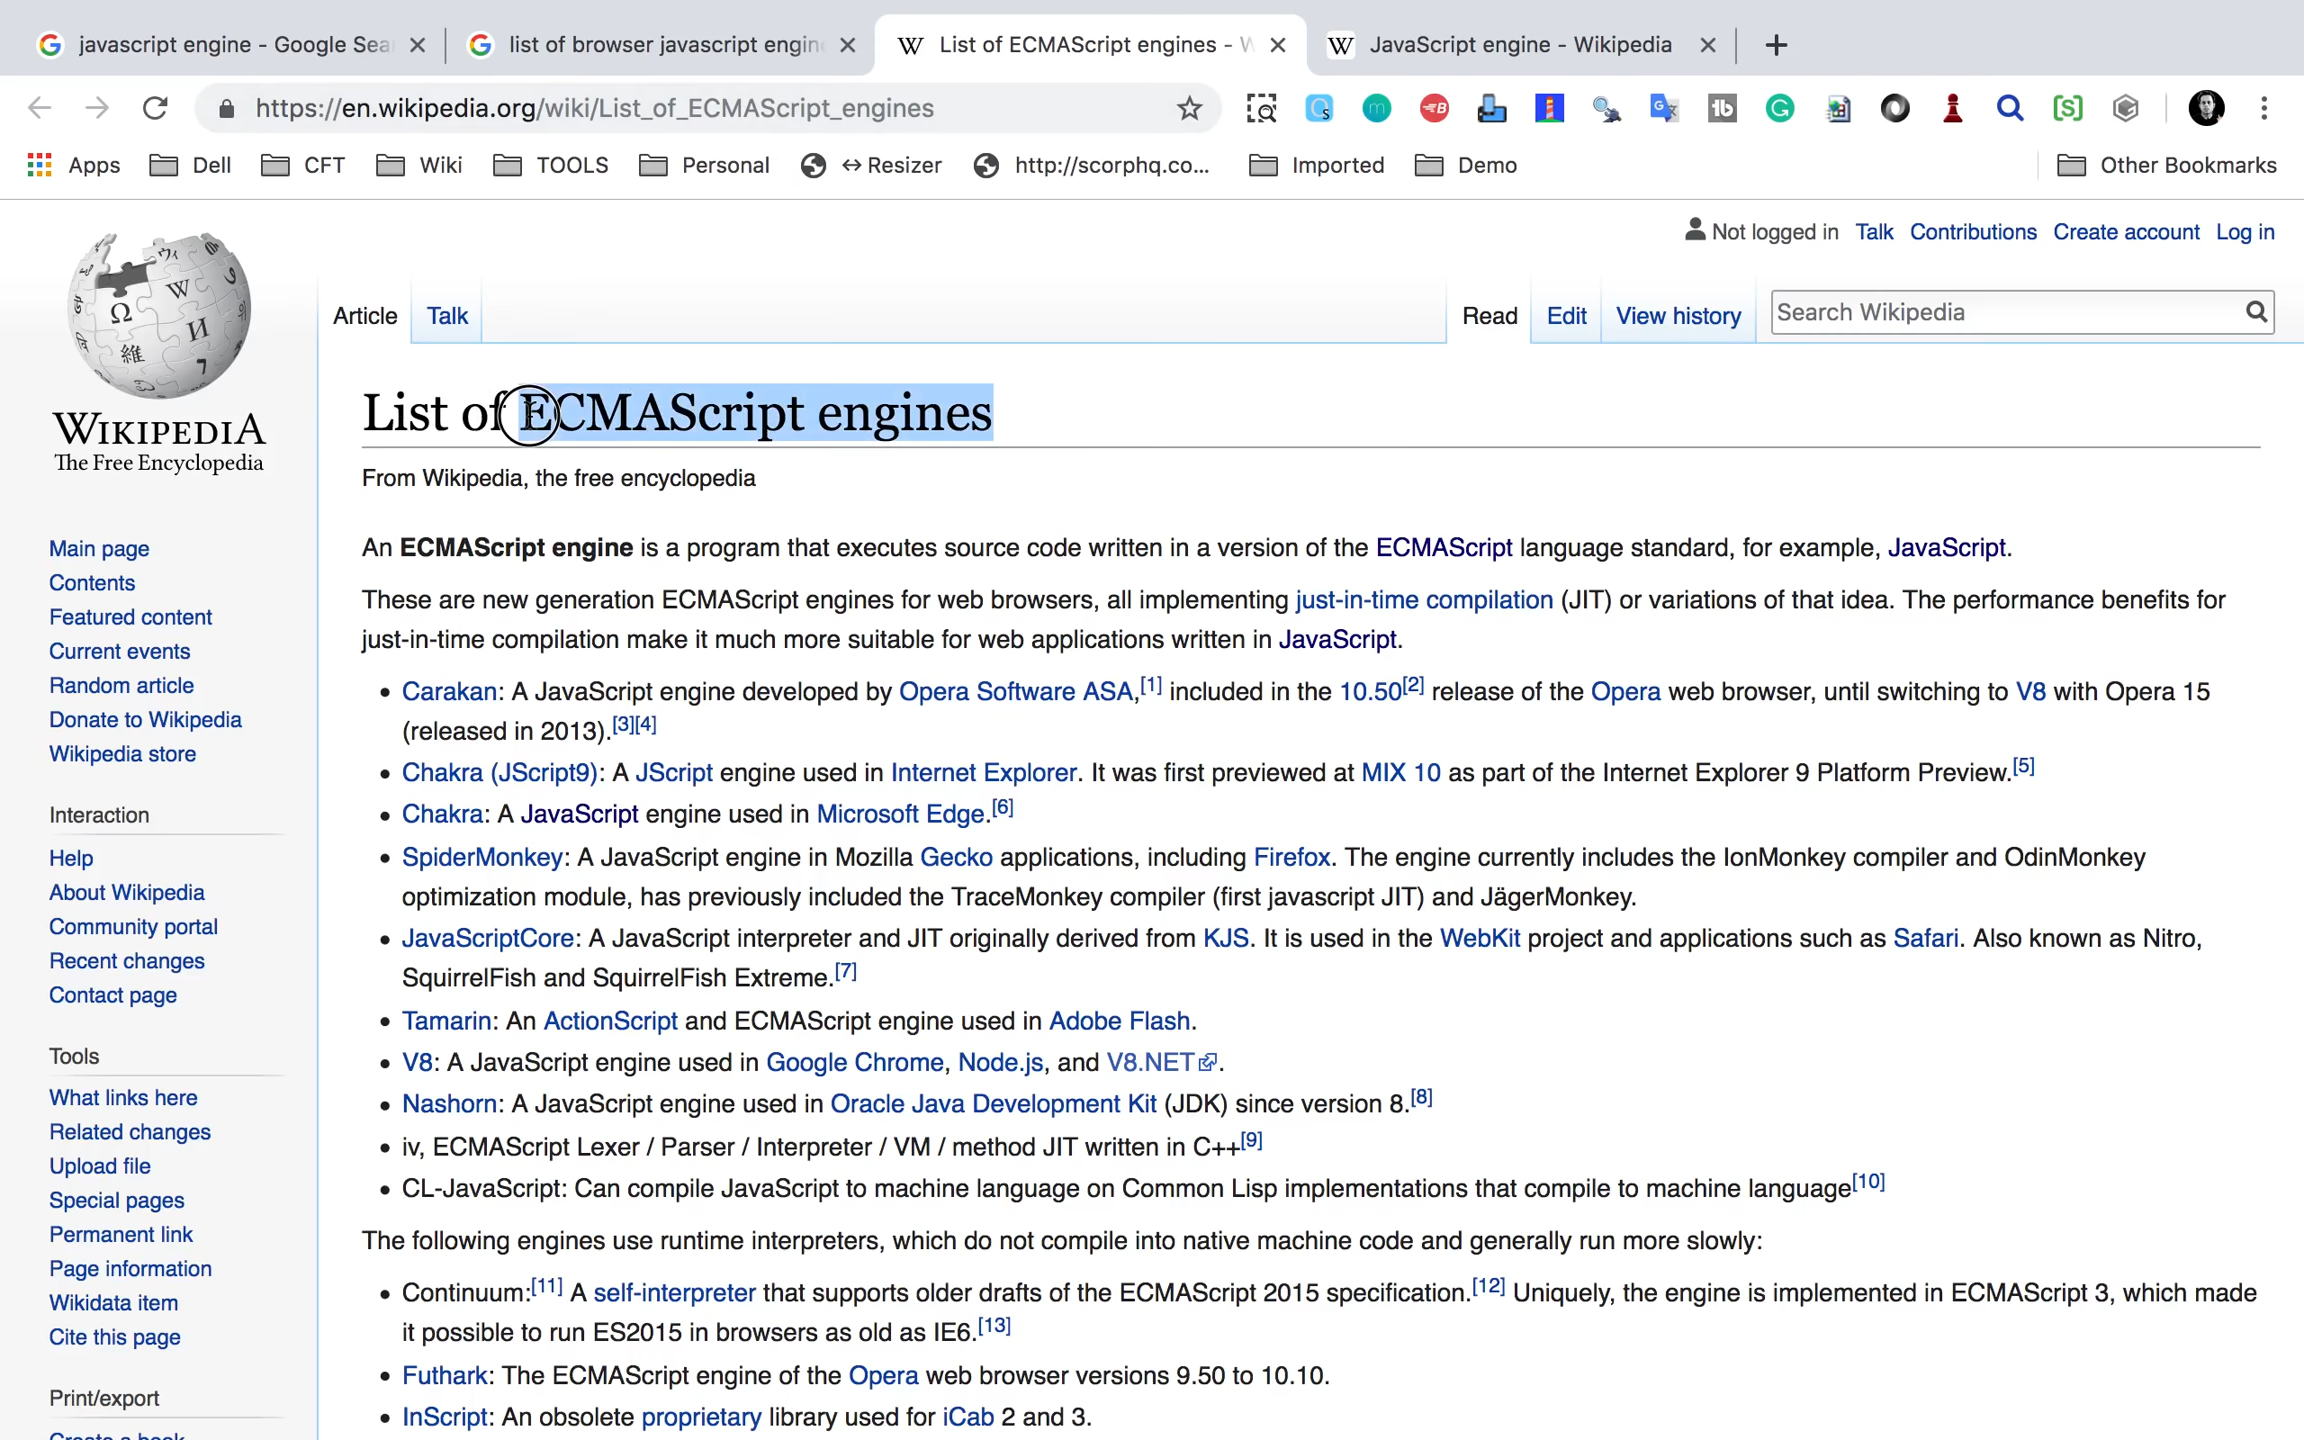 javascript engine - Google Sea
list of browser javascript engin
List of ECMAScript engines - W
JavaScript engine - Wikipedia
https://en.wikipedia.org/wiki/List_of_ECMAScript_engines
Apps
Dell
CFT
Wiki
TOOLS
Personal
↔ Resizer
http://scorphq.co...
Imported
Demo
Other Bookmarks
Not logged in Talk Contributions Create account Log in
Article Talk
Read Edit View history
Search Wikipedia
WIKIPEDIA
The Free Encyclopedia
Main page
Contents
Featured content
Current events
Random article
Donate to Wikipedia
Wikipedia store
Interaction
Help
About Wikipedia
Community portal
Recent changes
Contact page
Tools
What links here
Related changes
Upload file
Special pages
Permanent link
Page information
Wikidata item
Cite this page
Print/export
Create a book
List of ECMAScript engines
From Wikipedia, the free encyclopedia
An ECMAScript engine is a program that executes source code written in a version of the ECMAScript language standard, for example, JavaScript.
These are new generation ECMAScript engines for web browsers, all implementing just-in-time compilation (JIT) or variations of that idea. The performance benefits for
just-in-time compilation make it much more suitable for web applications written in JavaScript.
• Carakan: A JavaScript engine developed by Opera Software ASA,[1] included in the 10.50[2] release of the Opera web browser, until switching to V8 with Opera 15
(released in 2013).[3][4]
• Chakra (JScript9): A JScript engine used in Internet Explorer. It was first previewed at MIX 10 as part of the Internet Explorer 9 Platform Preview.[5]
• Chakra: A JavaScript engine used in Microsoft Edge.[6]
• SpiderMonkey: A JavaScript engine in Mozilla Gecko applications, including Firefox. The engine currently includes the IonMonkey compiler and OdinMonkey
optimization module, has previously included the TraceMonkey compiler (first javascript JIT) and JägerMonkey.
• JavaScriptCore: A JavaScript interpreter and JIT originally derived from KJS. It is used in the WebKit project and applications such as Safari. Also known as Nitro,
SquirrelFish and SquirrelFish Extreme.[7]
• Tamarin: An ActionScript and ECMAScript engine used in Adobe Flash.
• V8: A JavaScript engine used in Google Chrome, Node.js, and V8.NET.
• Nashorn: A JavaScript engine used in Oracle Java Development Kit (JDK) since version 8.[8]
• iv, ECMAScript Lexer / Parser / Interpreter / VM / method JIT written in C++[9]
• CL-JavaScript: Can compile JavaScript to machine language on Common Lisp implementations that compile to machine language[10]
The following engines use runtime interpreters, which do not compile into native machine code and generally run more slowly:
• Continuum:[11] A self-interpreter that supports older drafts of the ECMAScript 2015 specification.[12] Uniquely, the engine is implemented in ECMAScript 3, which made
it possible to run ES2015 in browsers as old as IE6.[13]
• Futhark: The ECMAScript engine of the Opera web browser versions 9.50 to 10.10.
• InScript: An obsolete proprietary library used for iCab 2 and 3.